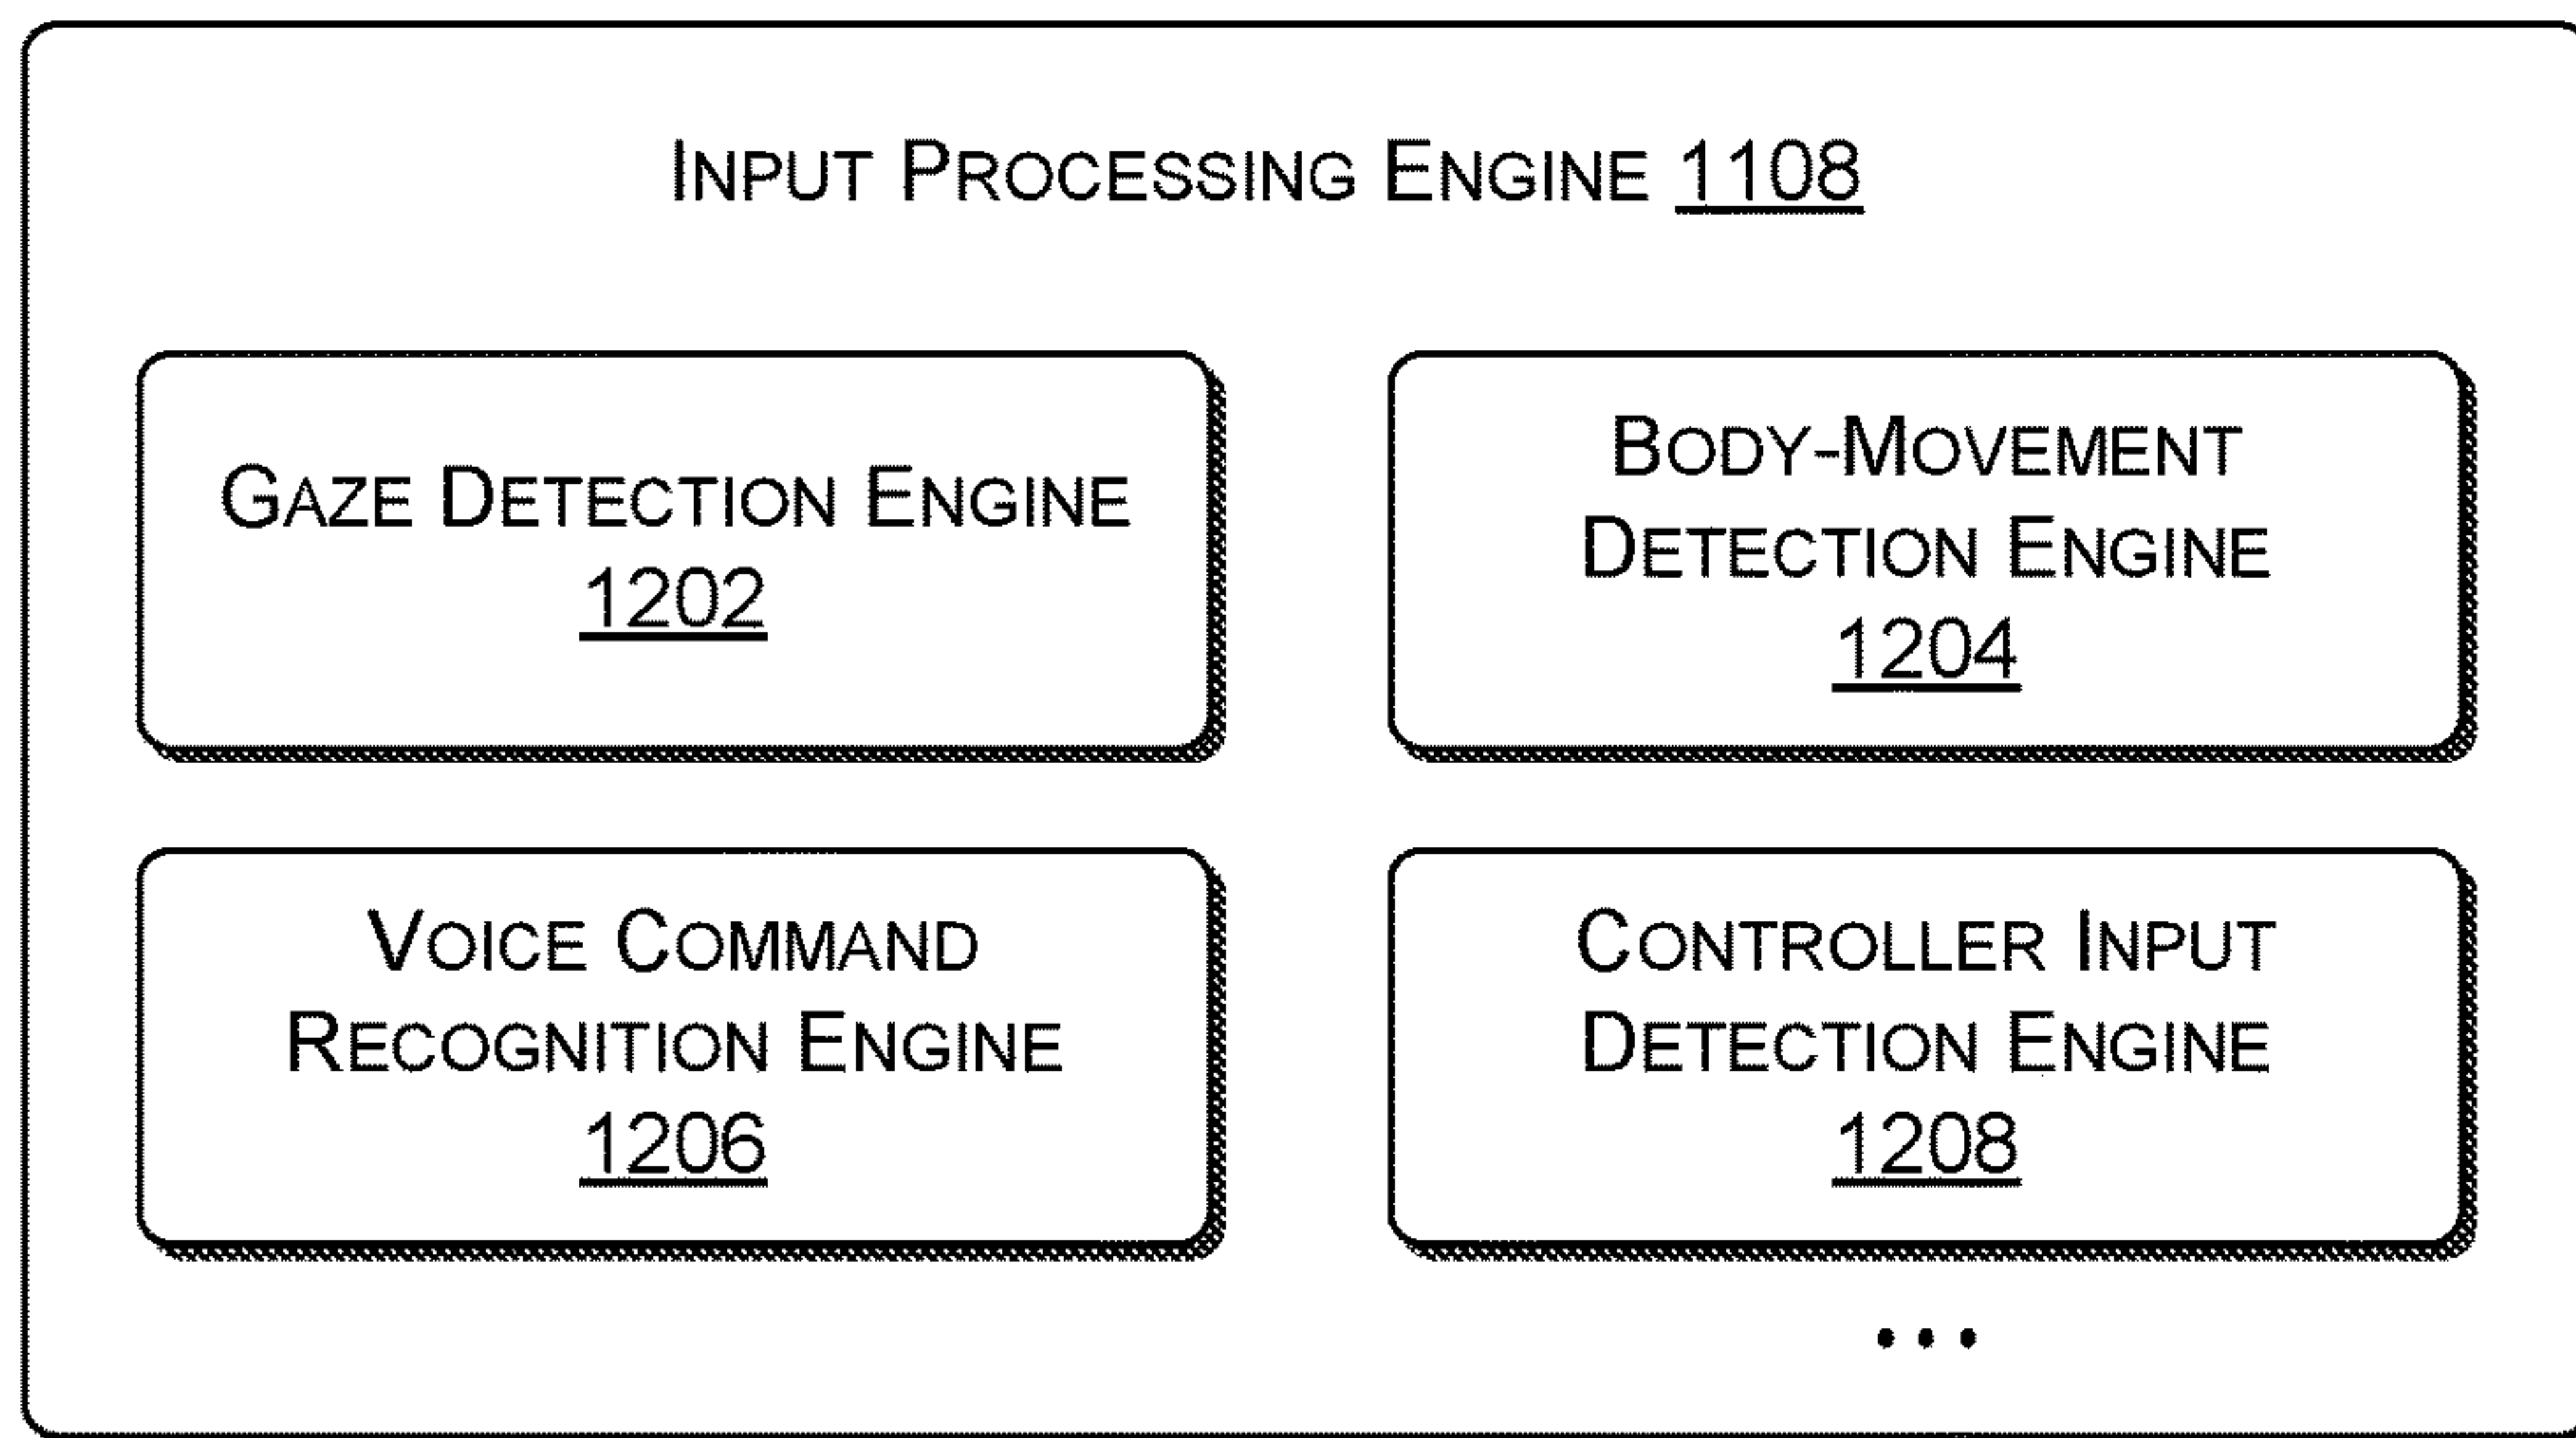 INPUT PROCESSING ENGINE 1108
GAZE DETECTION ENGINE
1202
BODY-MOVEMENT
DETECTION ENGINE
1204
VOICE COMMAND
RECOGNITION ENGINE
1206
CONTROLLER INPUT
DETECTION ENGINE
1208
...